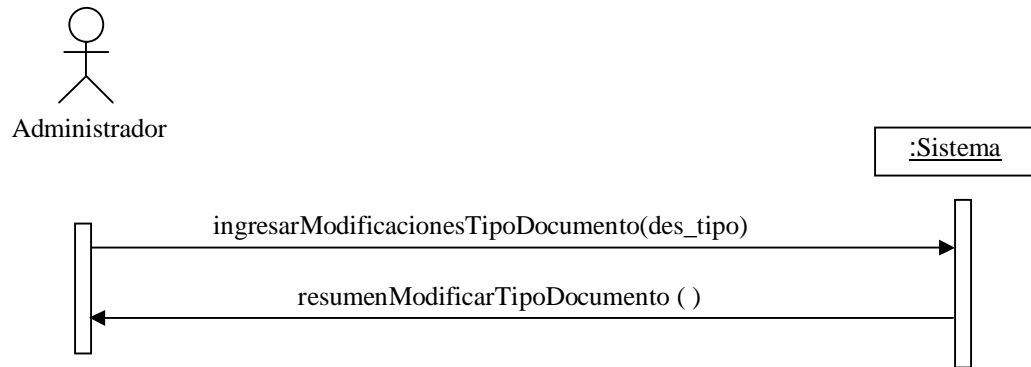 Administrador
:Sistema
ingresarModificacionesTipoDocumento(des_tipo)
resumenModificarTipoDocumento ( )